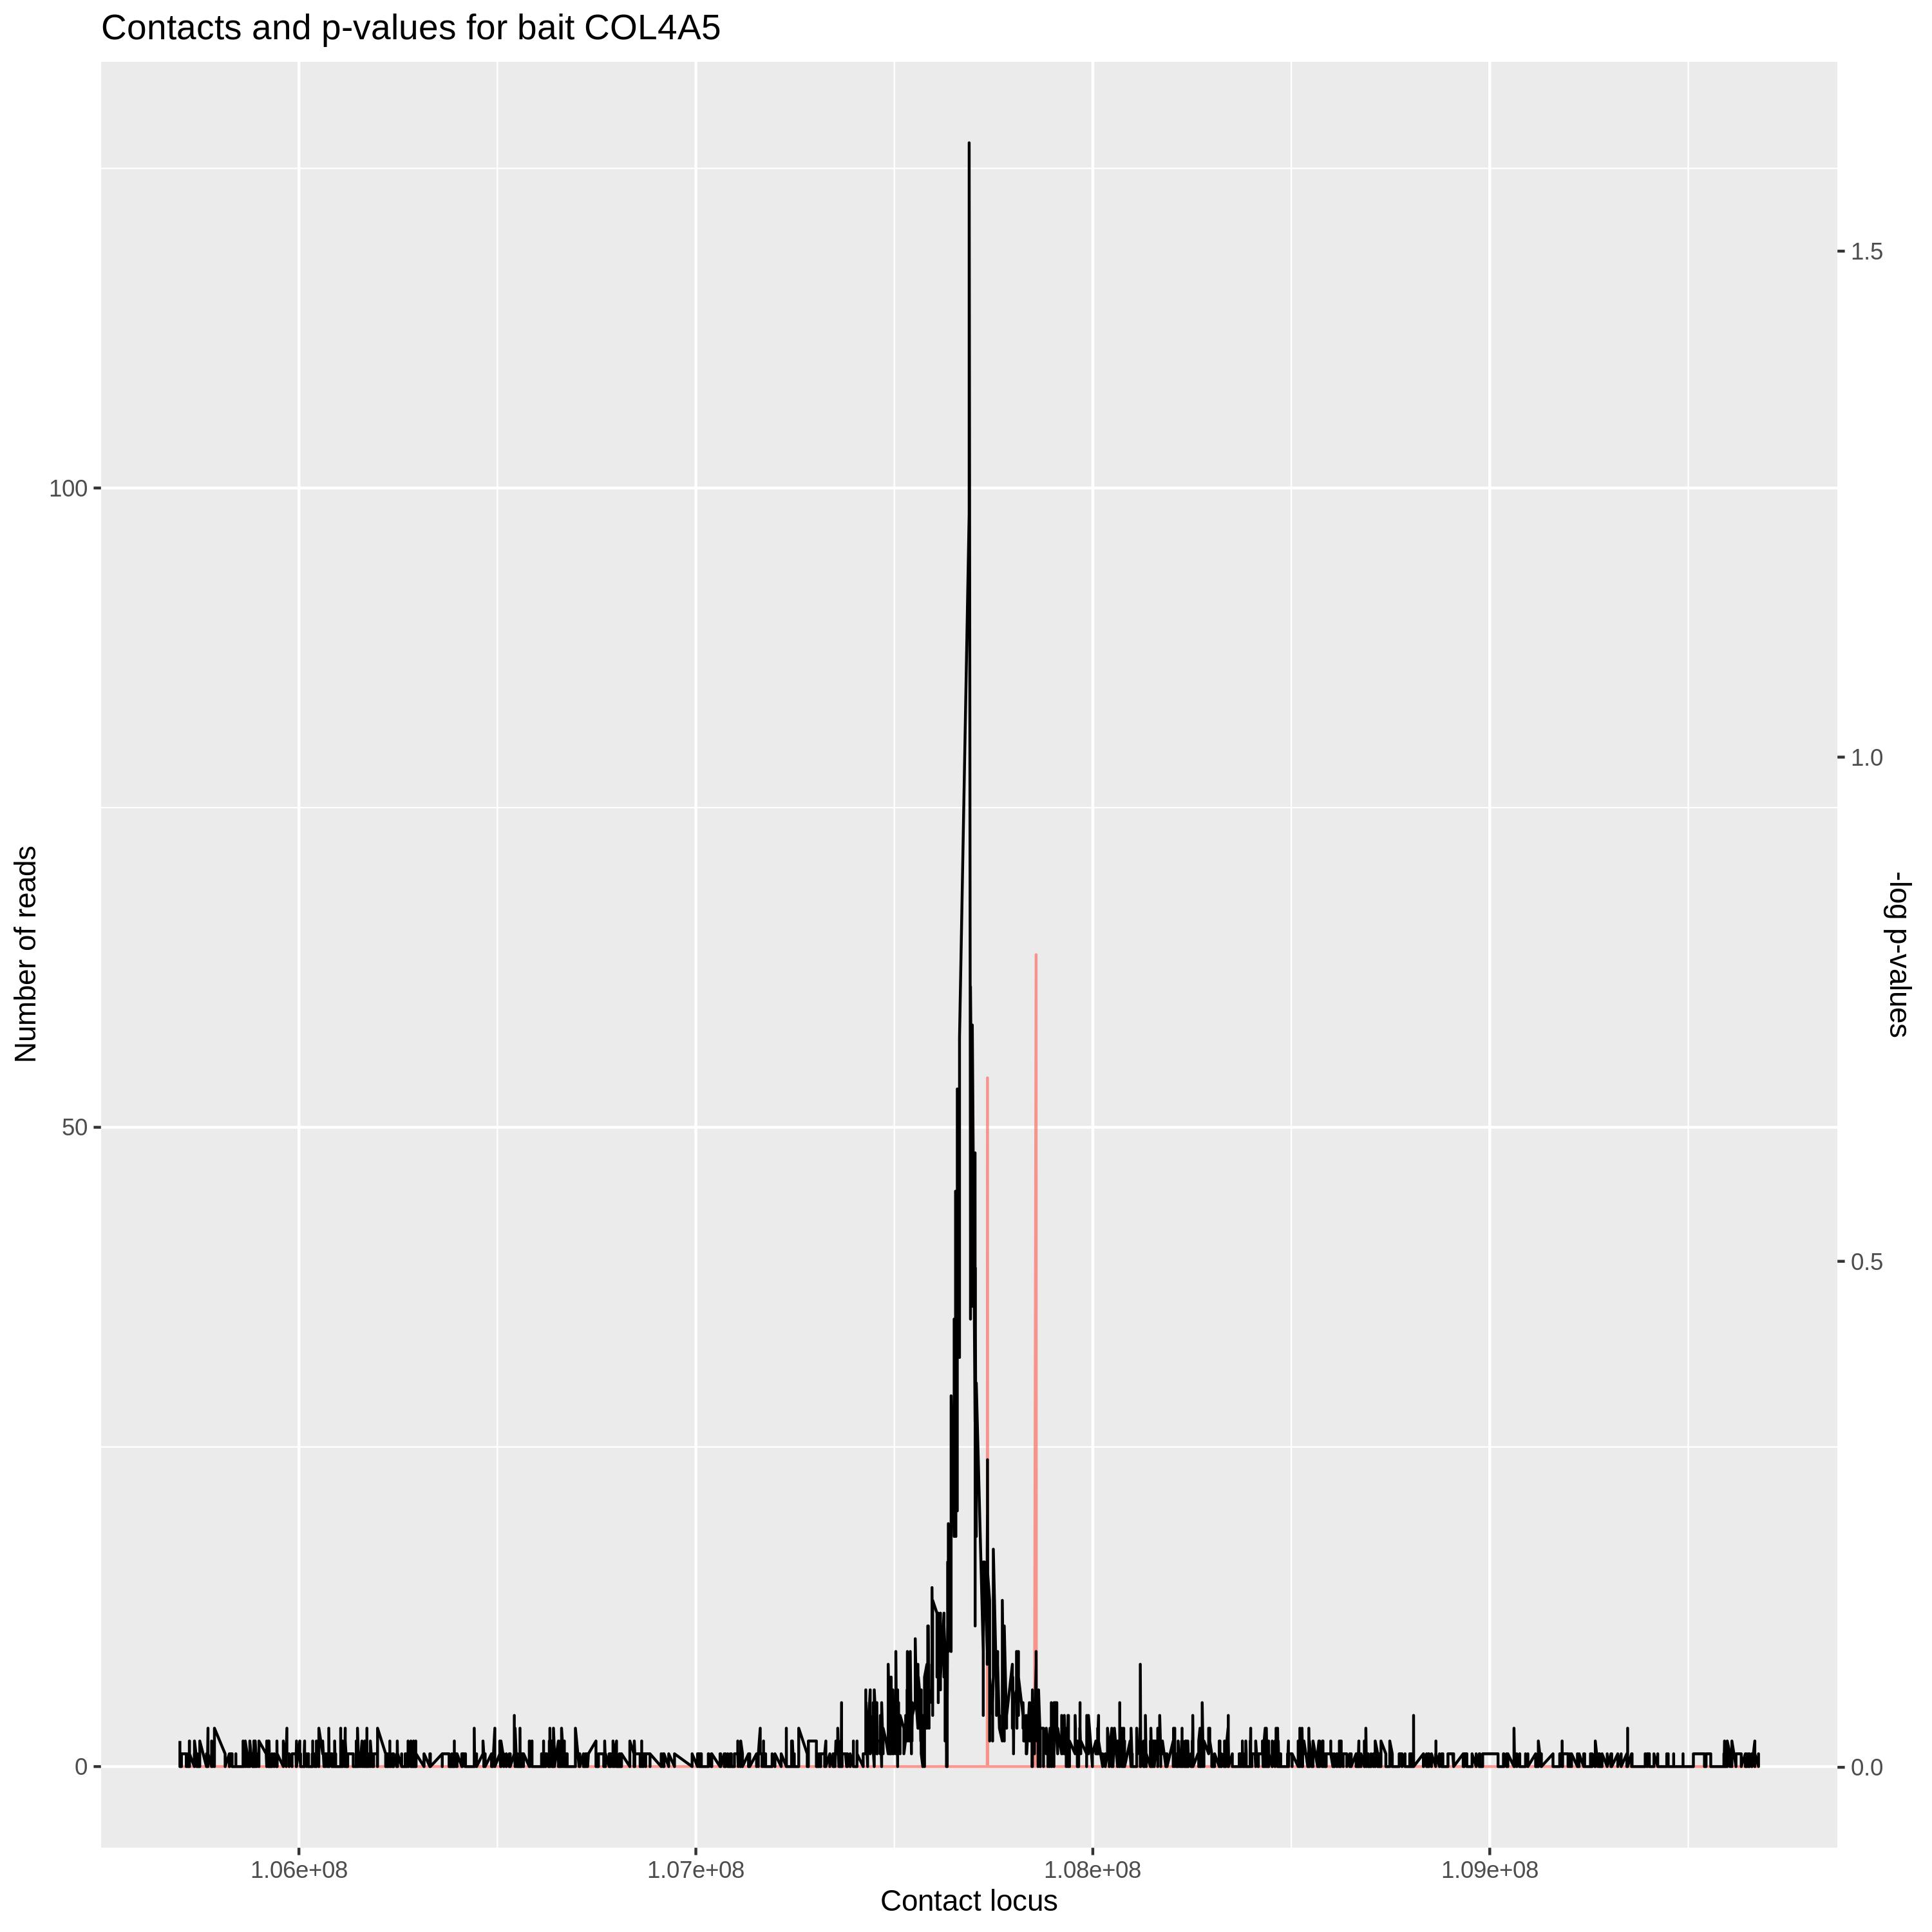 Contacts and p-values for bait COL4A5
Number of reads
100
50
0
1.5
1.0
0.5
0.0
-log p-values
1.06e+08
1.07e+08
1.08e+08
1.09e+08
Contact locus